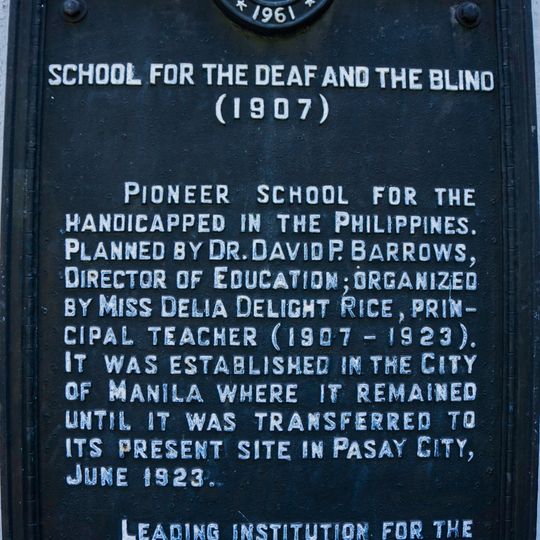 1961
SCHOOL FOR THE DEAF AND THE BLIND
(1907)
PIONEER SCHOOL FOR THE
HANDICAPPED IN THE PHILIPPINES.
PLANNED BY DR. DAVID P. BARROWS,
DIRECTOR OF EDUCATION; ORGANIZED
BY MISS DELIA DELIGHT RICE, PRIN-
CIPAL TEACHER (1907 - 1923).
IT WAS ESTABLISHED IN THE CITY
OF MANILA WHERE IT REMAINED
UNTIL IT WAS TRANSFERRED TO
ITS PRESENT SITE IN PASAY CITY,
JUNE 1923.
LEADING INSTITUTION FOR THE